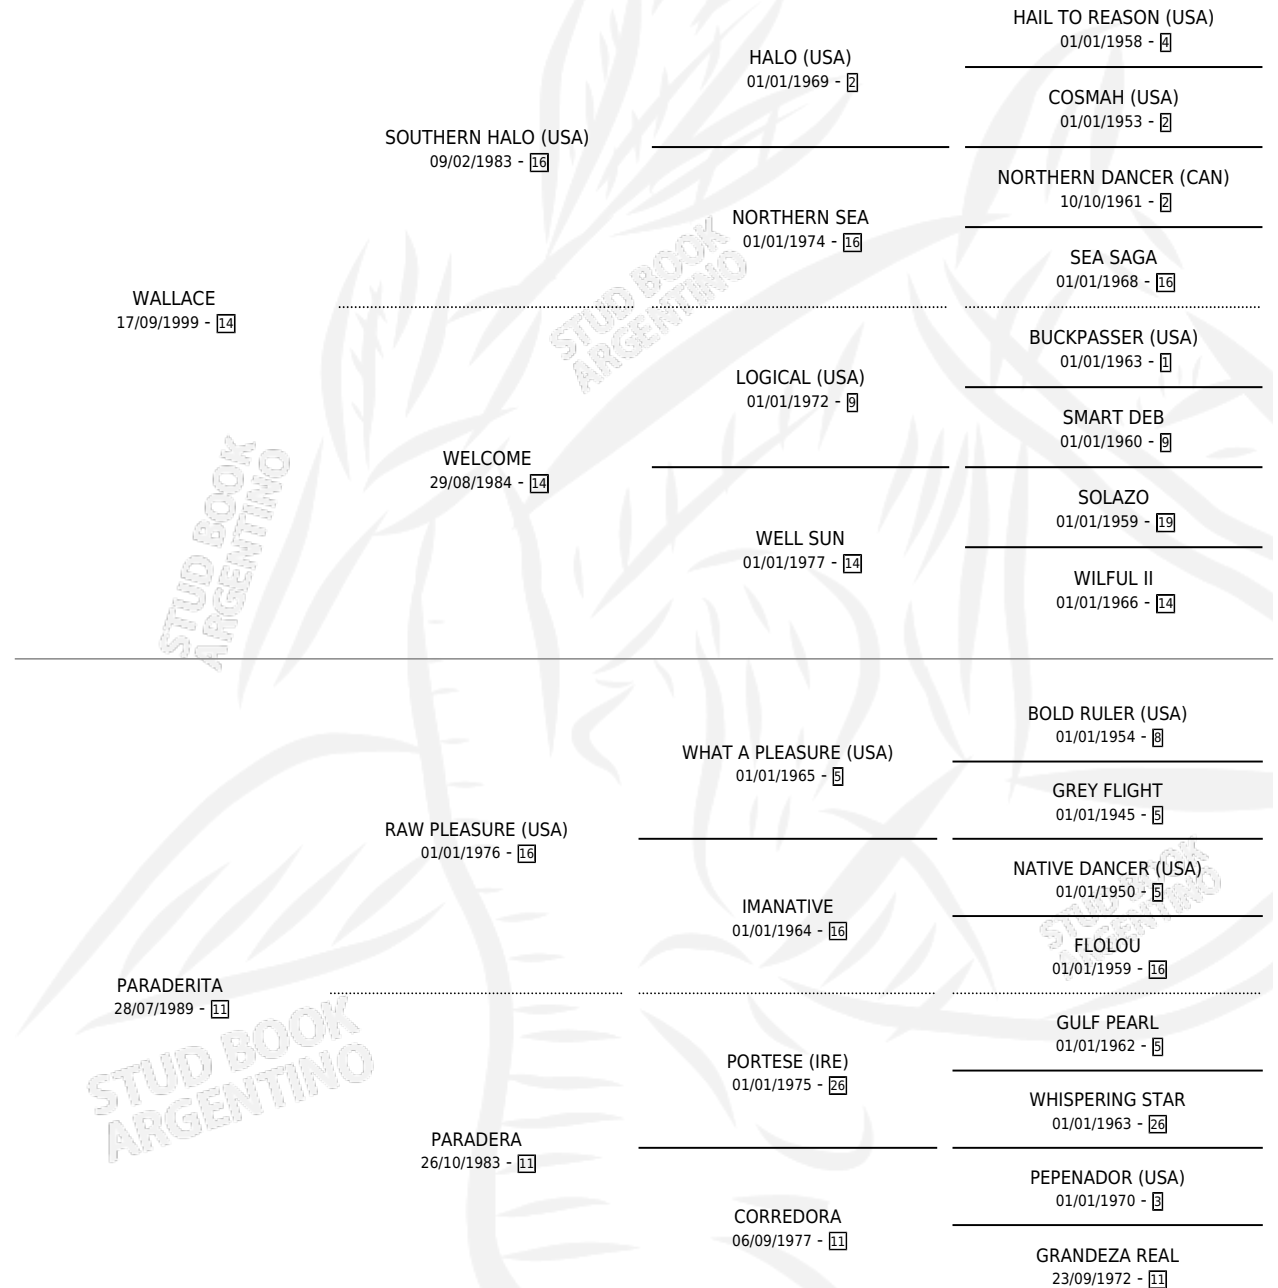 HAIL TO REASON (USA)
01/01/1958 - 4
HALO (USA)
01/01/1969 - 2
COSMAH (USA)
01/01/1953 - 2
SOUTHERN HALO (USA)
09/02/1983 - 16
NORTHERN DANCER (CAN)
10/10/1961 - 2
NORTHERN SEA
01/01/1974 - 16
SEA SAGA
01/01/1968 - 16
WALLACE
17/09/1999 - 14
BUCKPASSER (USA)
01/01/1963 - 1
LOGICAL (USA)
01/01/1972 - 9
SMART DEB
01/01/1960 - 9
WELCOME
29/08/1984 - 14
SOLAZO
01/01/1959 - 19
WELL SUN
01/01/1977 - 14
WILFUL II
01/01/1966 - 14
BOLD RULER (USA)
01/01/1954 - 8
WHAT A PLEASURE (USA)
01/01/1965 - 5
GREY FLIGHT
01/01/1945 - 5
RAW PLEASURE (USA)
01/01/1976 - 16
NATIVE DANCER (USA)
01/01/1950 - 5
IMANATIVE
01/01/1964 - 16
FLOLOU
01/01/1959 - 16
PARADERITA
28/07/1989 - 11
GULF PEARL
01/01/1962 - 5
PORTESE (IRE)
01/01/1975 - 26
WHISPERING STAR
01/01/1963 - 26
PARADERA
26/10/1983 - 11
PEPENADOR (USA)
01/01/1970 - 3
CORREDORA
06/09/1977 - 11
GRANDEZA REAL
23/09/1972 - 11
STUD BOOK
ARGENTINO
STUD BOOK
ARGENTINO
STUD BOOK
ARGENTINO
STUD BOOK
ARGENTINO